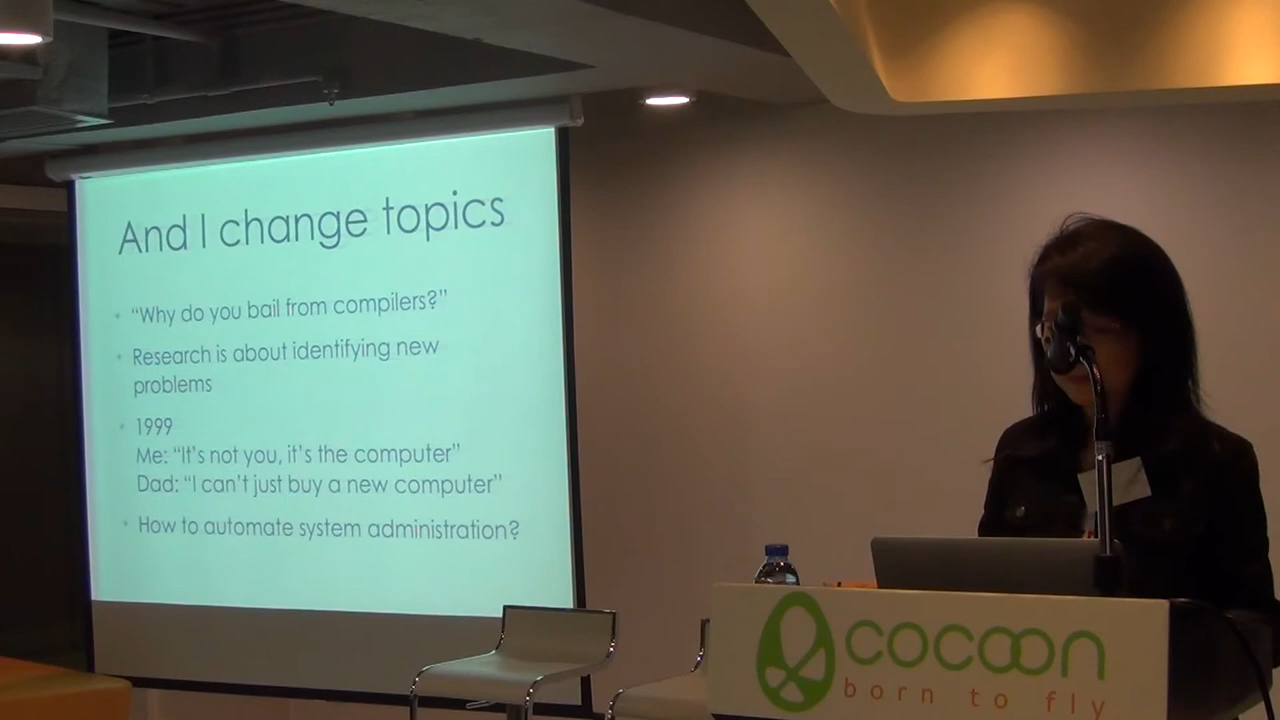 And I change topics
“Why do you bail from compilers?”
Research is about identifying new
problems
1999
Me: “It’s not you, it’s the computer”
Dad: “I can’t just buy a new computer”
How to automate system administration?
cocoon
born to fly